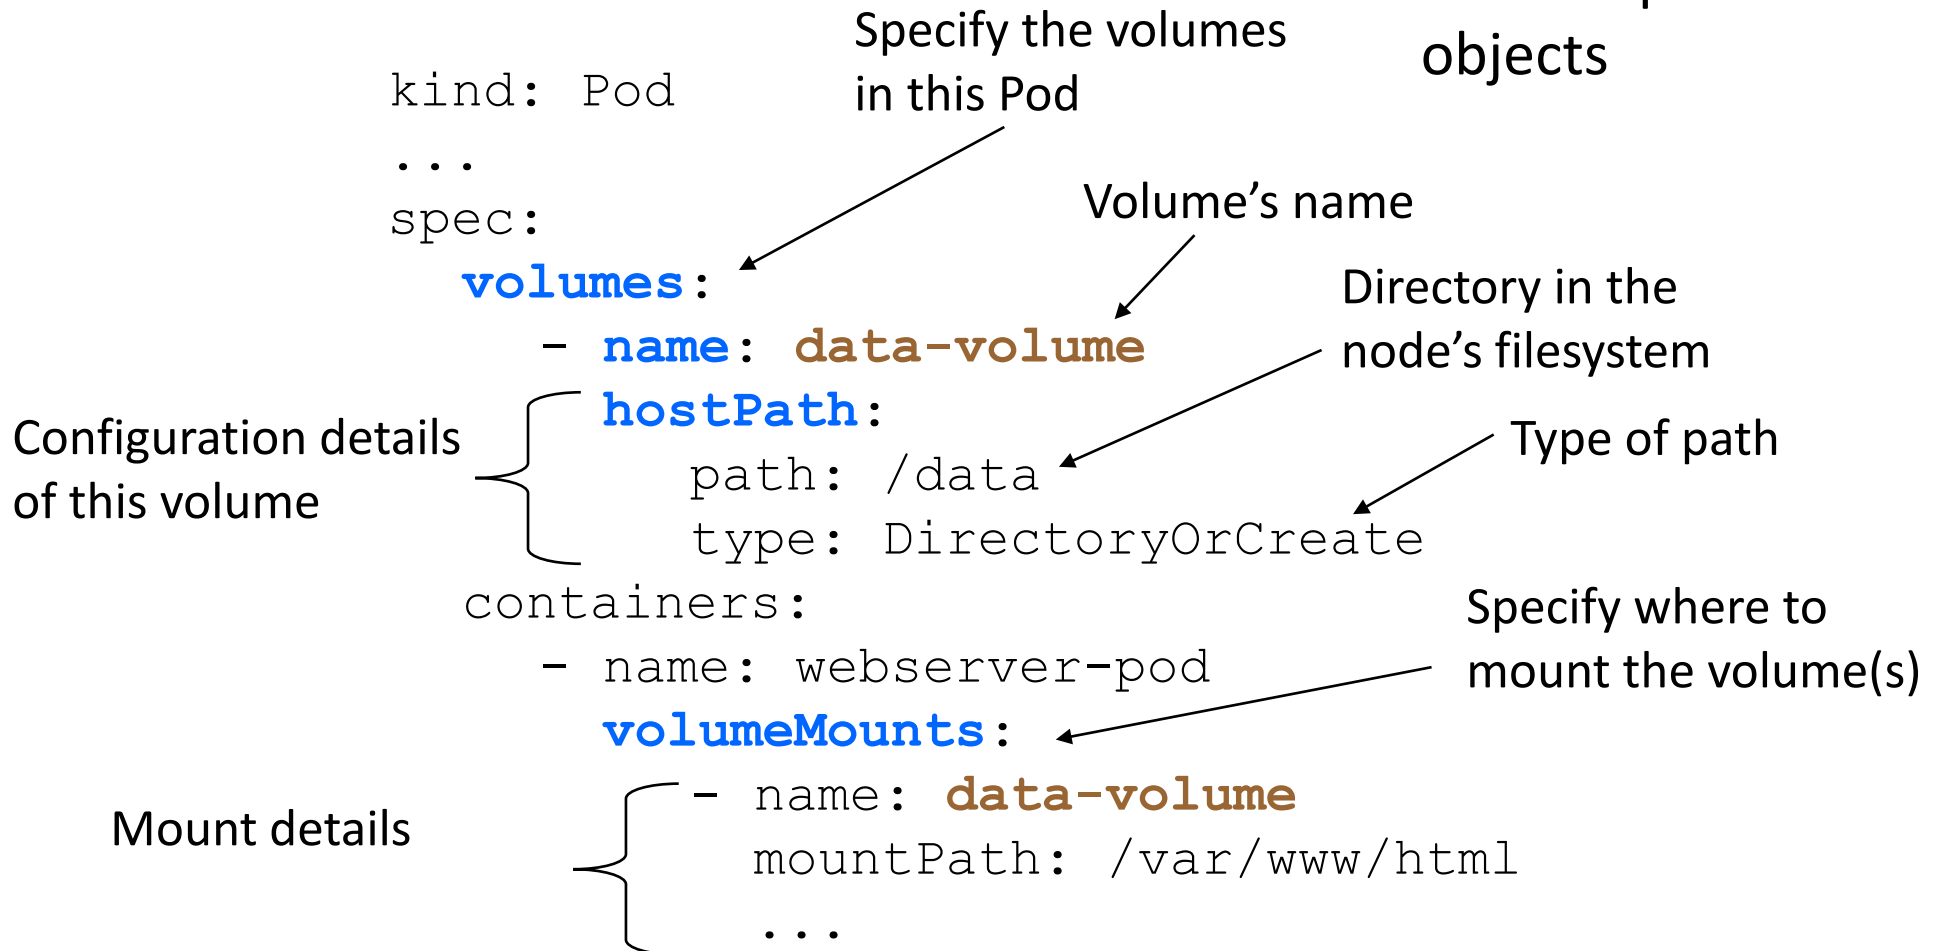 objects
Specify the volumes
in this Pod
kind: Pod
...
spec:
Volume’s name
volumes:
Directory in the
node’s filesystem
- name: data-volume
hostPath:
Configuration details
of this volume
Type of path
path: /data
type: DirectoryOrCreate
containers:
Specify where to
mount the volume(s)
- name: webserver-pod
volumeMounts:
Mount details
- name: data-volume
mountPath: /var/www/html
...